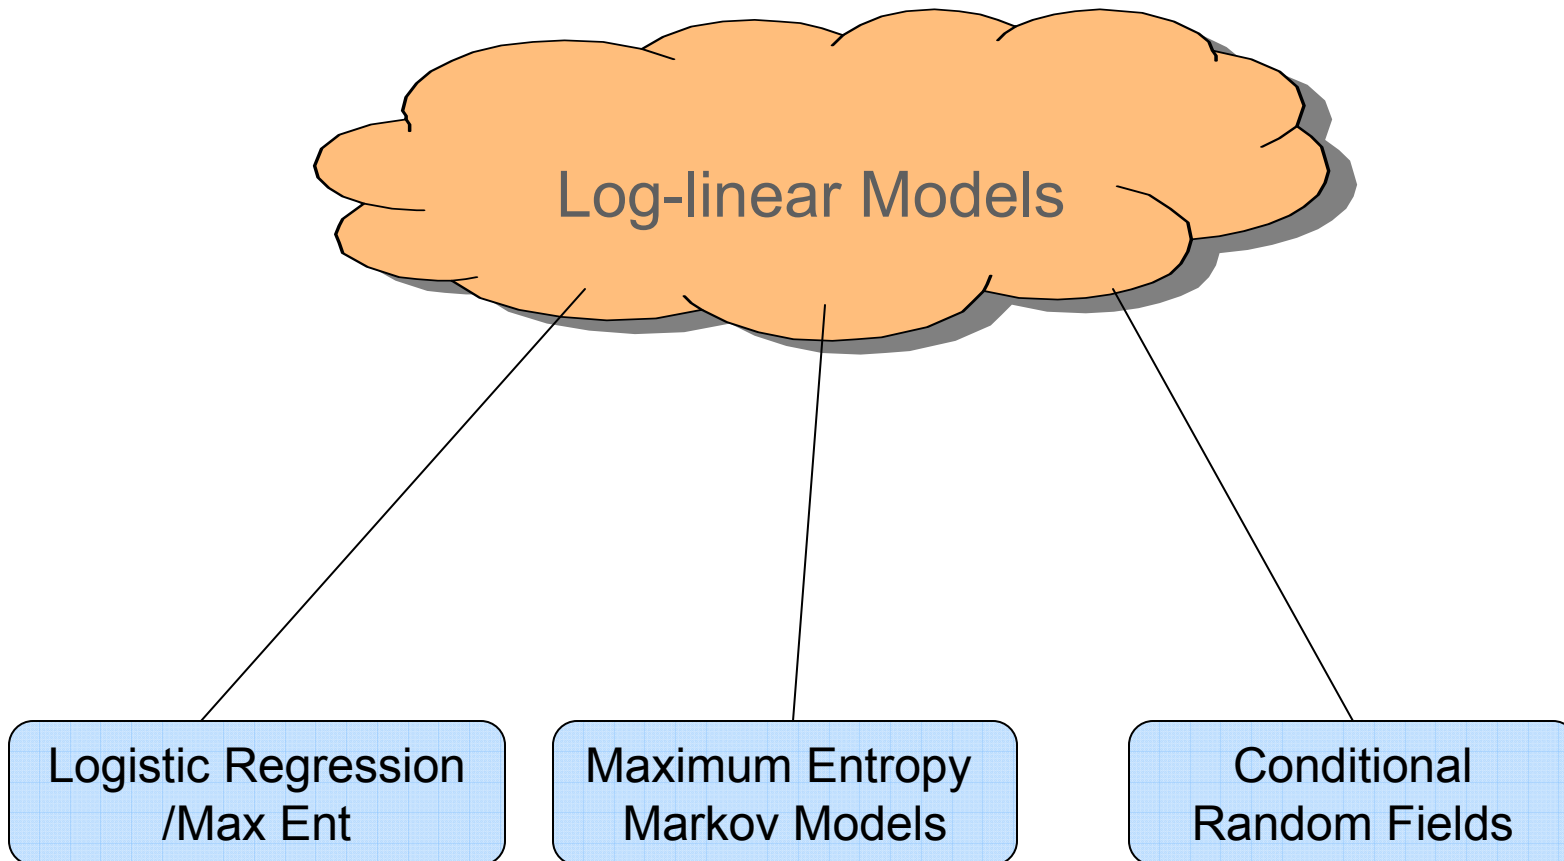 Log-linear Models
Logistic Regression
/Max Ent
Maximum Entropy
Markov Models
Conditional
Random Fields